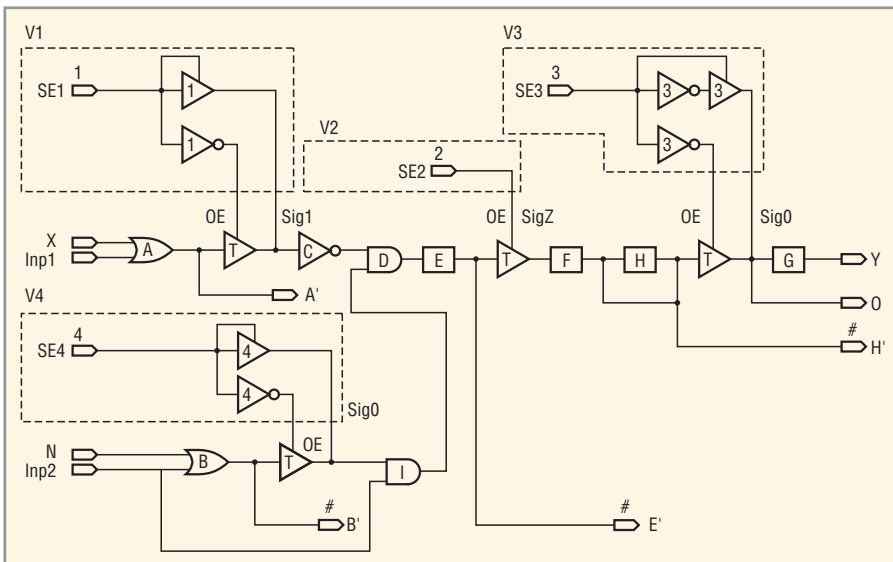 V1
1
SE1
1
1
V2
2
SE2
V3
3
SE3
3
3
3
OE
Sig1
OE
SigZ
OE
Sig0
X
Inp1
A
T
C
D
E
T
F
H
T
G
Y
O
#
H'
A'
V4
4
SE4
4
4
Sig0
OE
N
Inp2
B
T
I
#
B'
#
E'